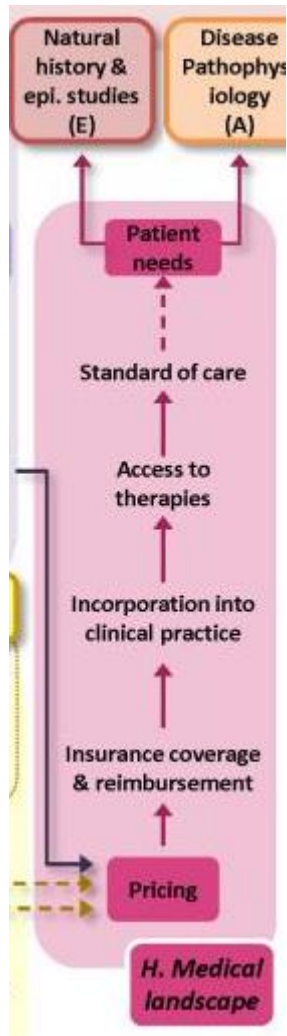 Natural
history &
epi. studies
(E)
Disease
Pathophys
iology
(A)
Patient
needs
Standard of care
Access to
therapies
Incorporation into
clinical practice
Insurance coverage
& reimbursement
Pricing
H. Medical
landscape